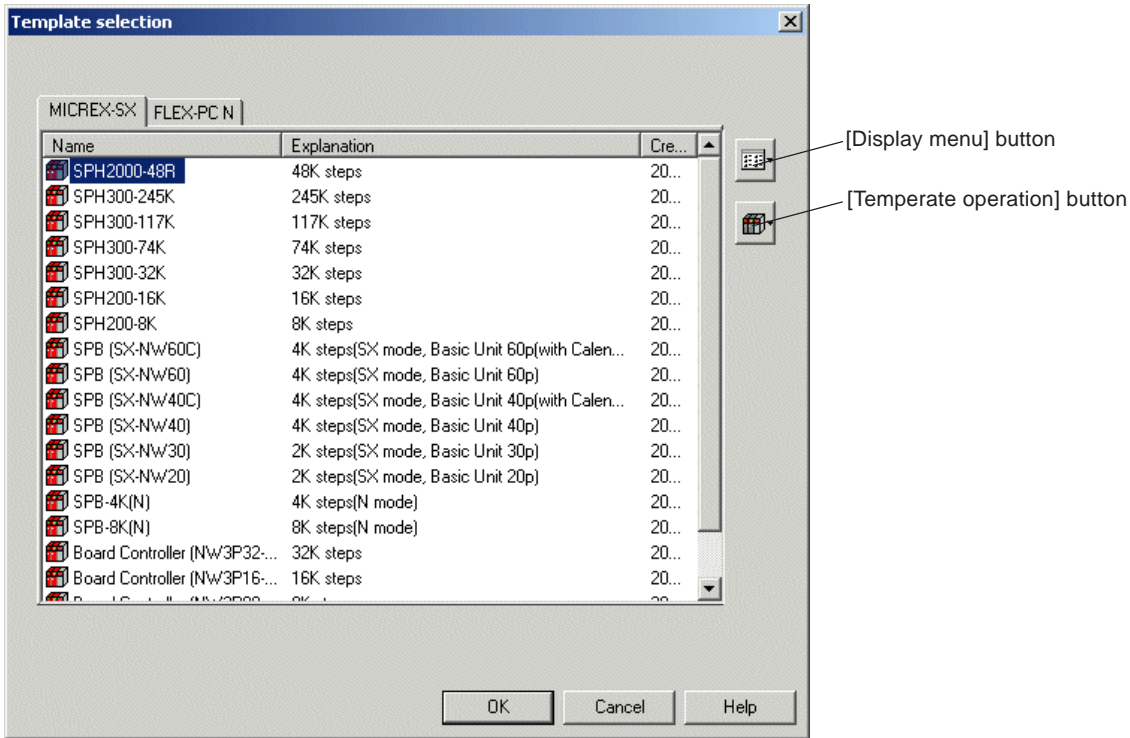 Template selection
MICREX-SX FLEX-PC N
Name Explanation Cre...
SPH2000-48R 48K steps 20...
SPH300-245K 245K steps 20...
SPH300-117K 117K steps 20...
SPH300-74K 74K steps 20...
SPH300-32K 32K steps 20...
SPH200-16K 16K steps 20...
SPH200-8K 8K steps 20...
SPB (SX-NW60C) 4K steps(SX mode, Basic Unit 60p(with Calen... 20...
SPB (SX-NW60) 4K steps(SX mode, Basic Unit 60p) 20...
SPB (SX-NW40C) 4K steps(SX mode, Basic Unit 40p(with Calen... 20...
SPB (SX-NW40) 4K steps(SX mode, Basic Unit 40p) 20...
SPB (SX-NW30) 2K steps(SX mode, Basic Unit 30p) 20...
SPB (SX-NW20) 2K steps(SX mode, Basic Unit 20p) 20...
SPB-4K(N) 4K steps(N mode) 20...
SPB-8K(N) 8K steps(N mode) 20...
Board Controller (NW3P32-... 32K steps 20...
Board Controller (NW3P16-... 16K steps 20...
OK Cancel Help
[Display menu] button
[Temperate operation] button